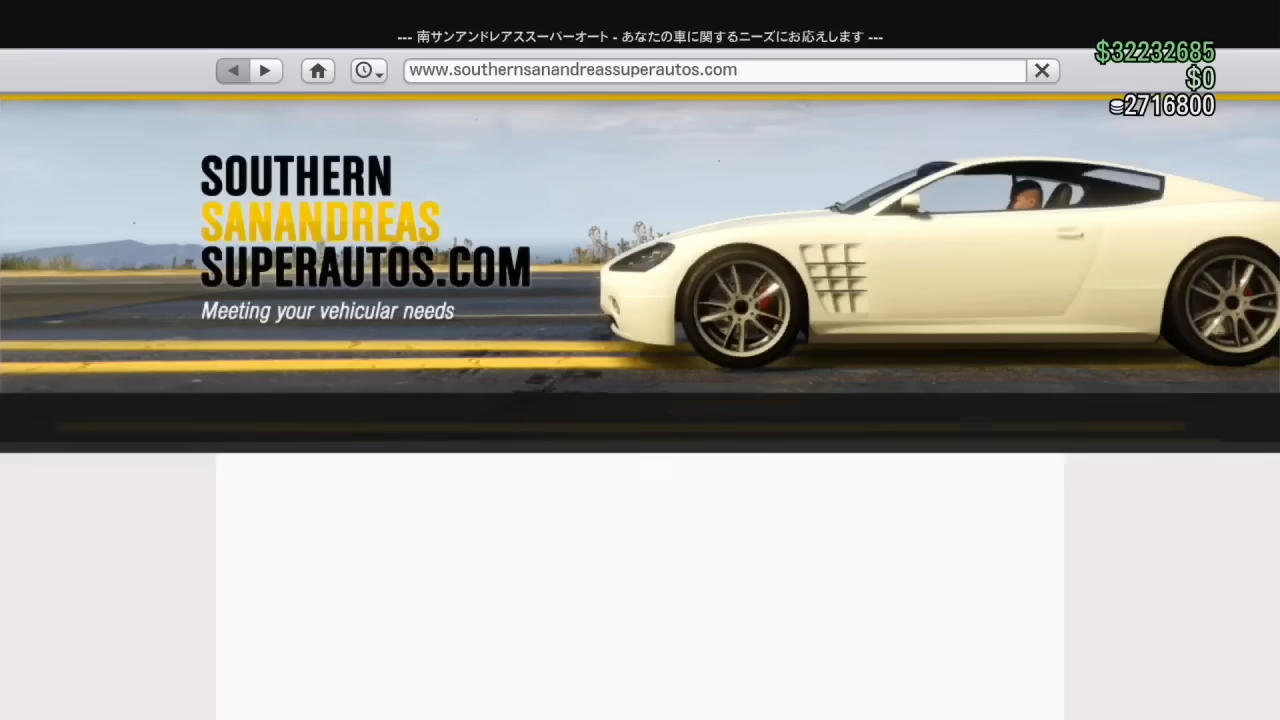 --- 南サンアンドレアススーパーオート - あなたの車に関するニーズにお応えします ---
www.southernsanandreassuperautos.com
$32232685
$0
2716800
SOUTHERN
SANANDREAS
SUPERAUTOS.COM
Meeting your vehicular needs